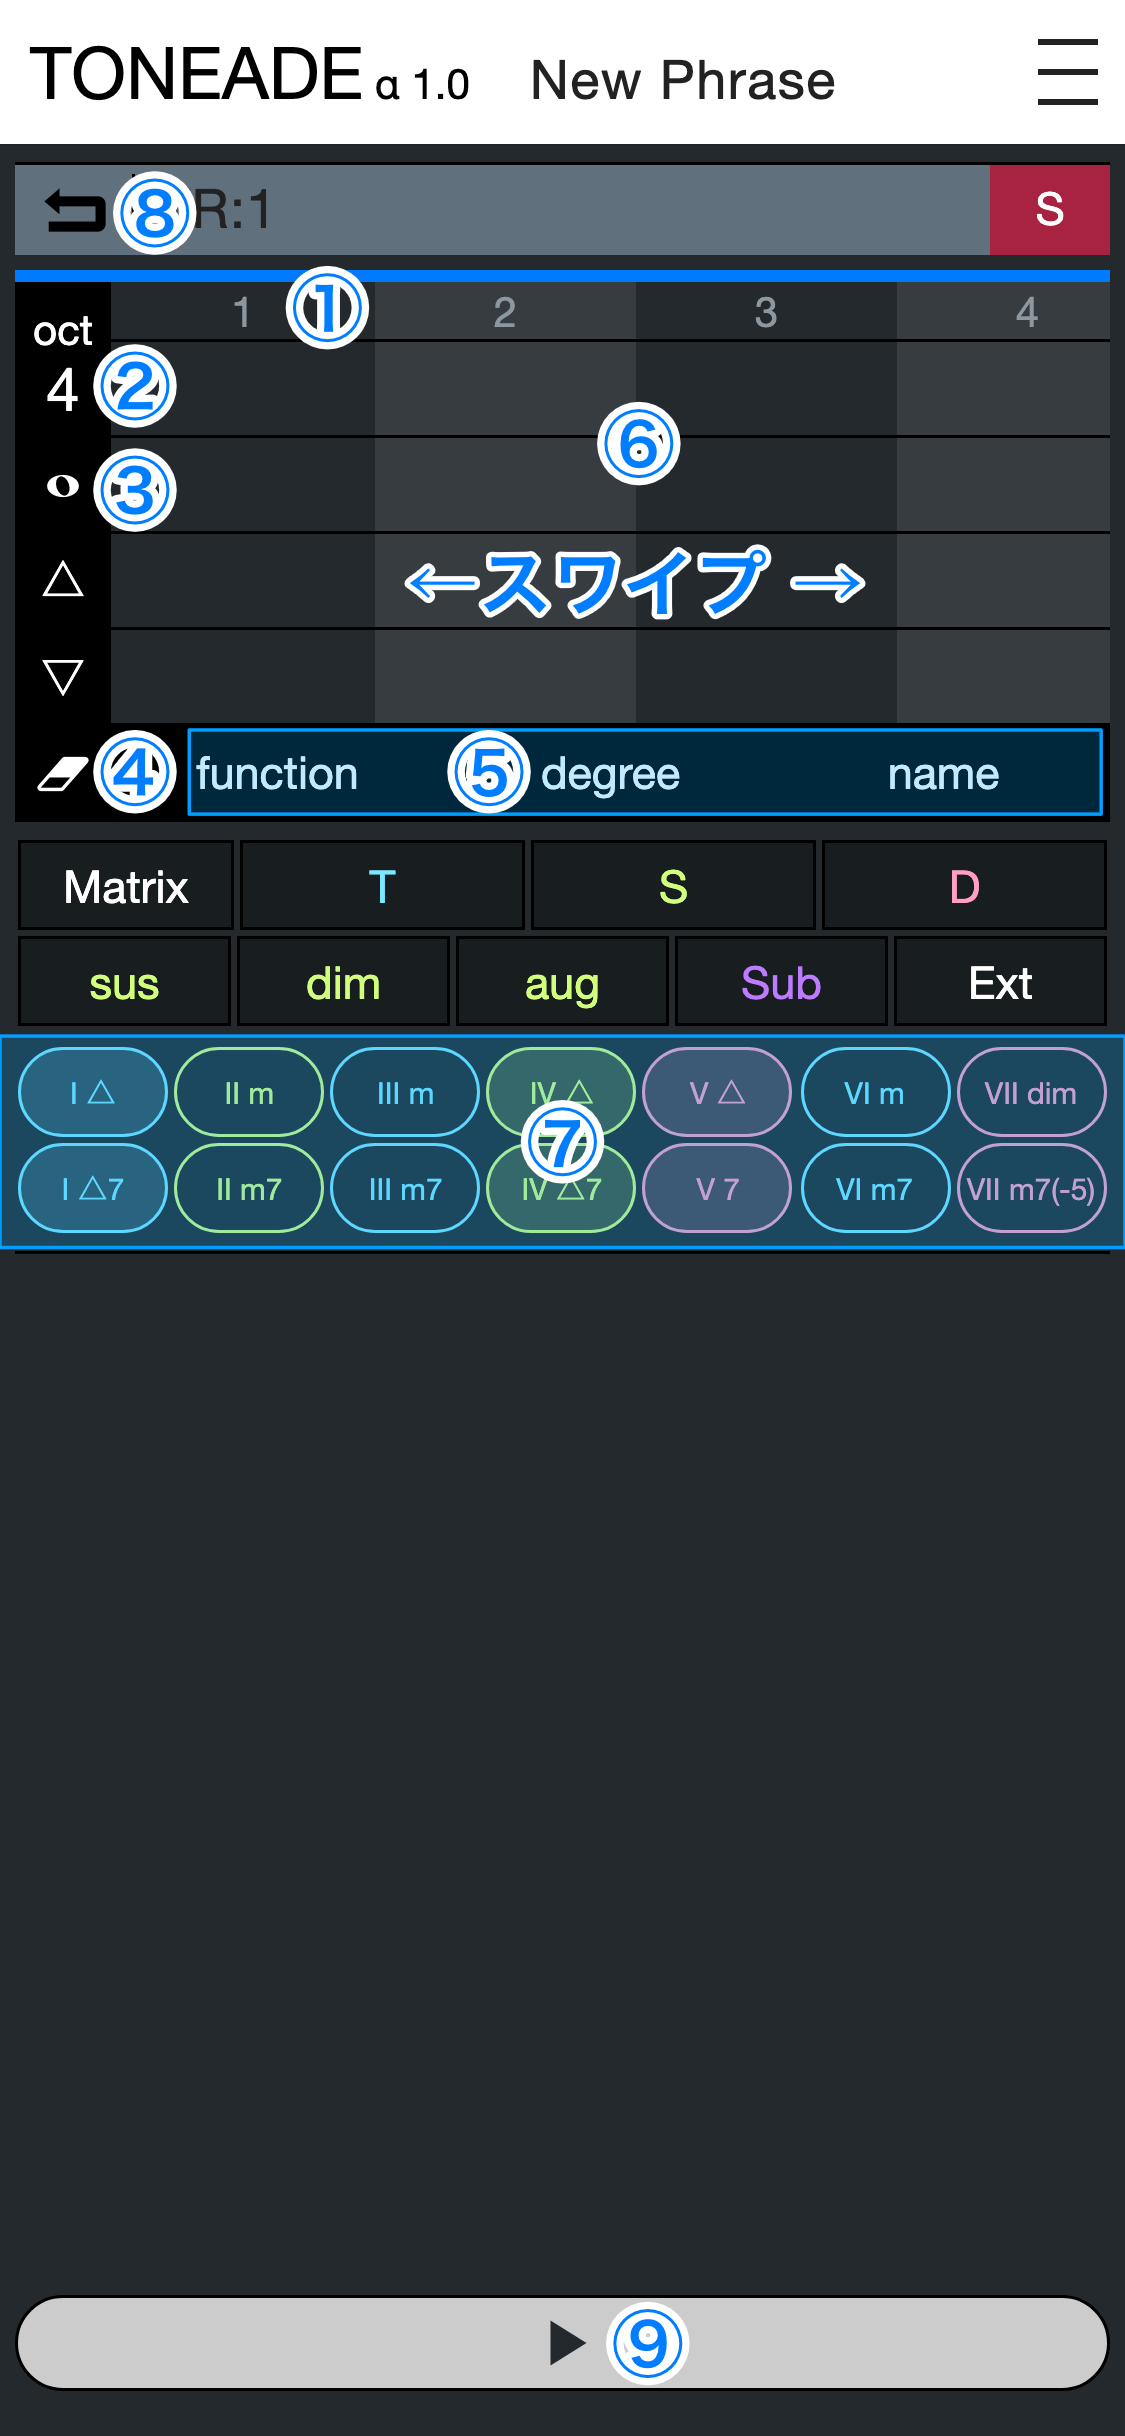 TONEADE α 1.0 New Phrase
⑧ R:1 S
oct 1 ① 2 3 4
4 ②
⑥
③
←スワイプ→
④ function ⑤ degree name
Matrix T S D
sus dim aug Sub Ext
I △ II m III m IV △ V △ VI m VII dim
⑦
I △7 II m7 III m7 IV △7 V 7 VI m7 VII m7(-5)
⑨